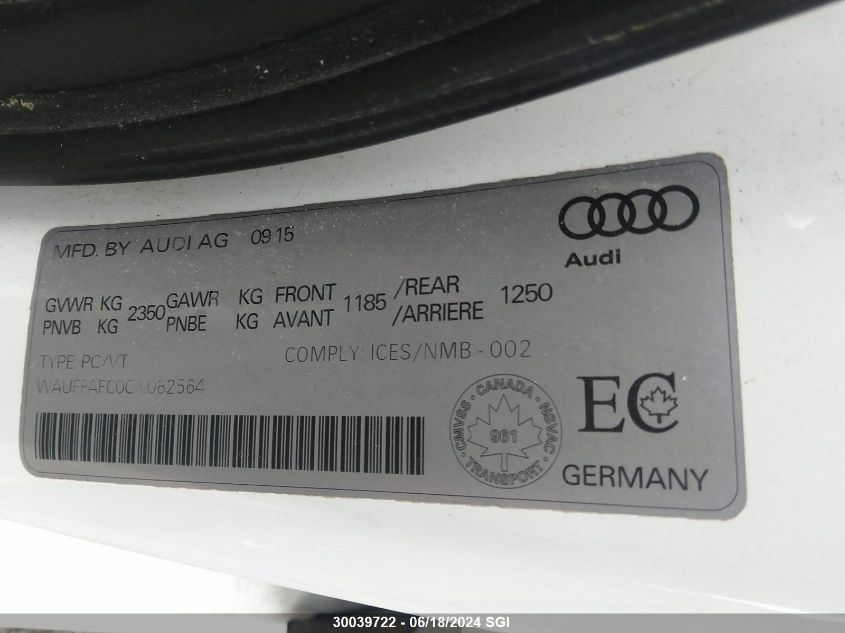 MFD. BY AUDI AG 09 15
Audi
GVWR KG 2350 GAWR KG FRONT 1185 /REAR 1250
PNVB KG PNBE KG AVANT /ARRIERE
TYPE PC/VT
COMPLY: ICES/NMB - 002
CMVSS • CANADA • NSVAC • TRANSPORT •
961
EC
GERMANY
30039722 - 06/18/2024 SGI